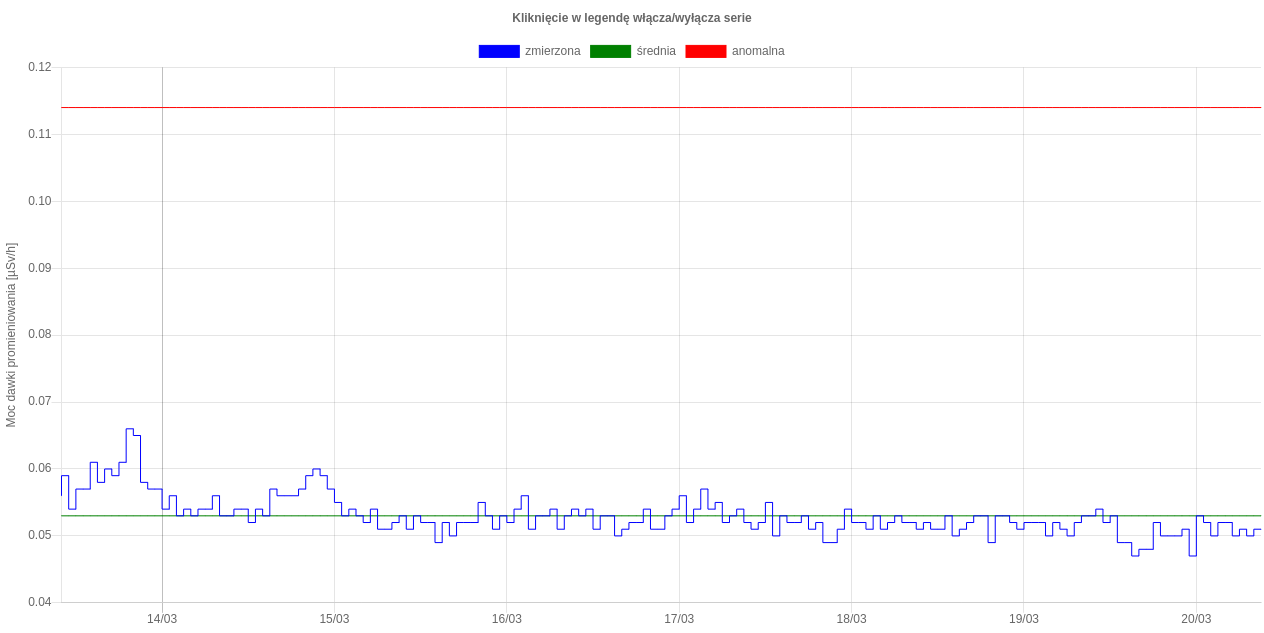 Kliknięcie w legendę włącza/wyłącza serie
zmierzona średnia anomalna
0.12
0.11
0.10
0.09
0.08
0.07
0.06
0.05
0.04
Moc dawki promieniowania [µSv/h]
14/03 15/03 16/03 17/03 18/03 19/03 20/03